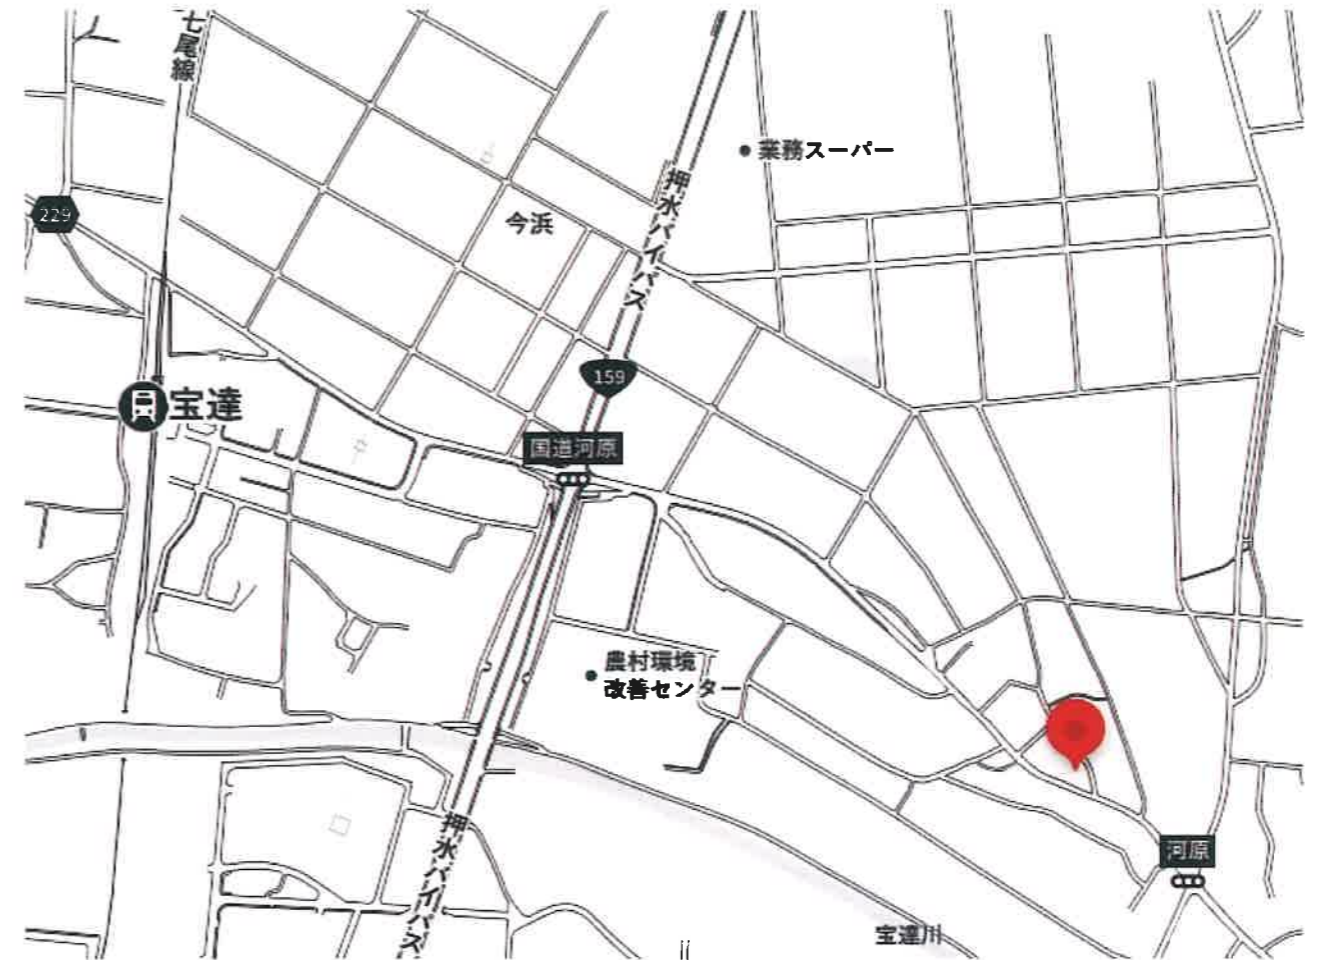 七尾線
業務スーパー
押水バイパス
229
今浜
159
宝達
国道河原
農村環境
改善センター
押水バイパス
河原
宝達川